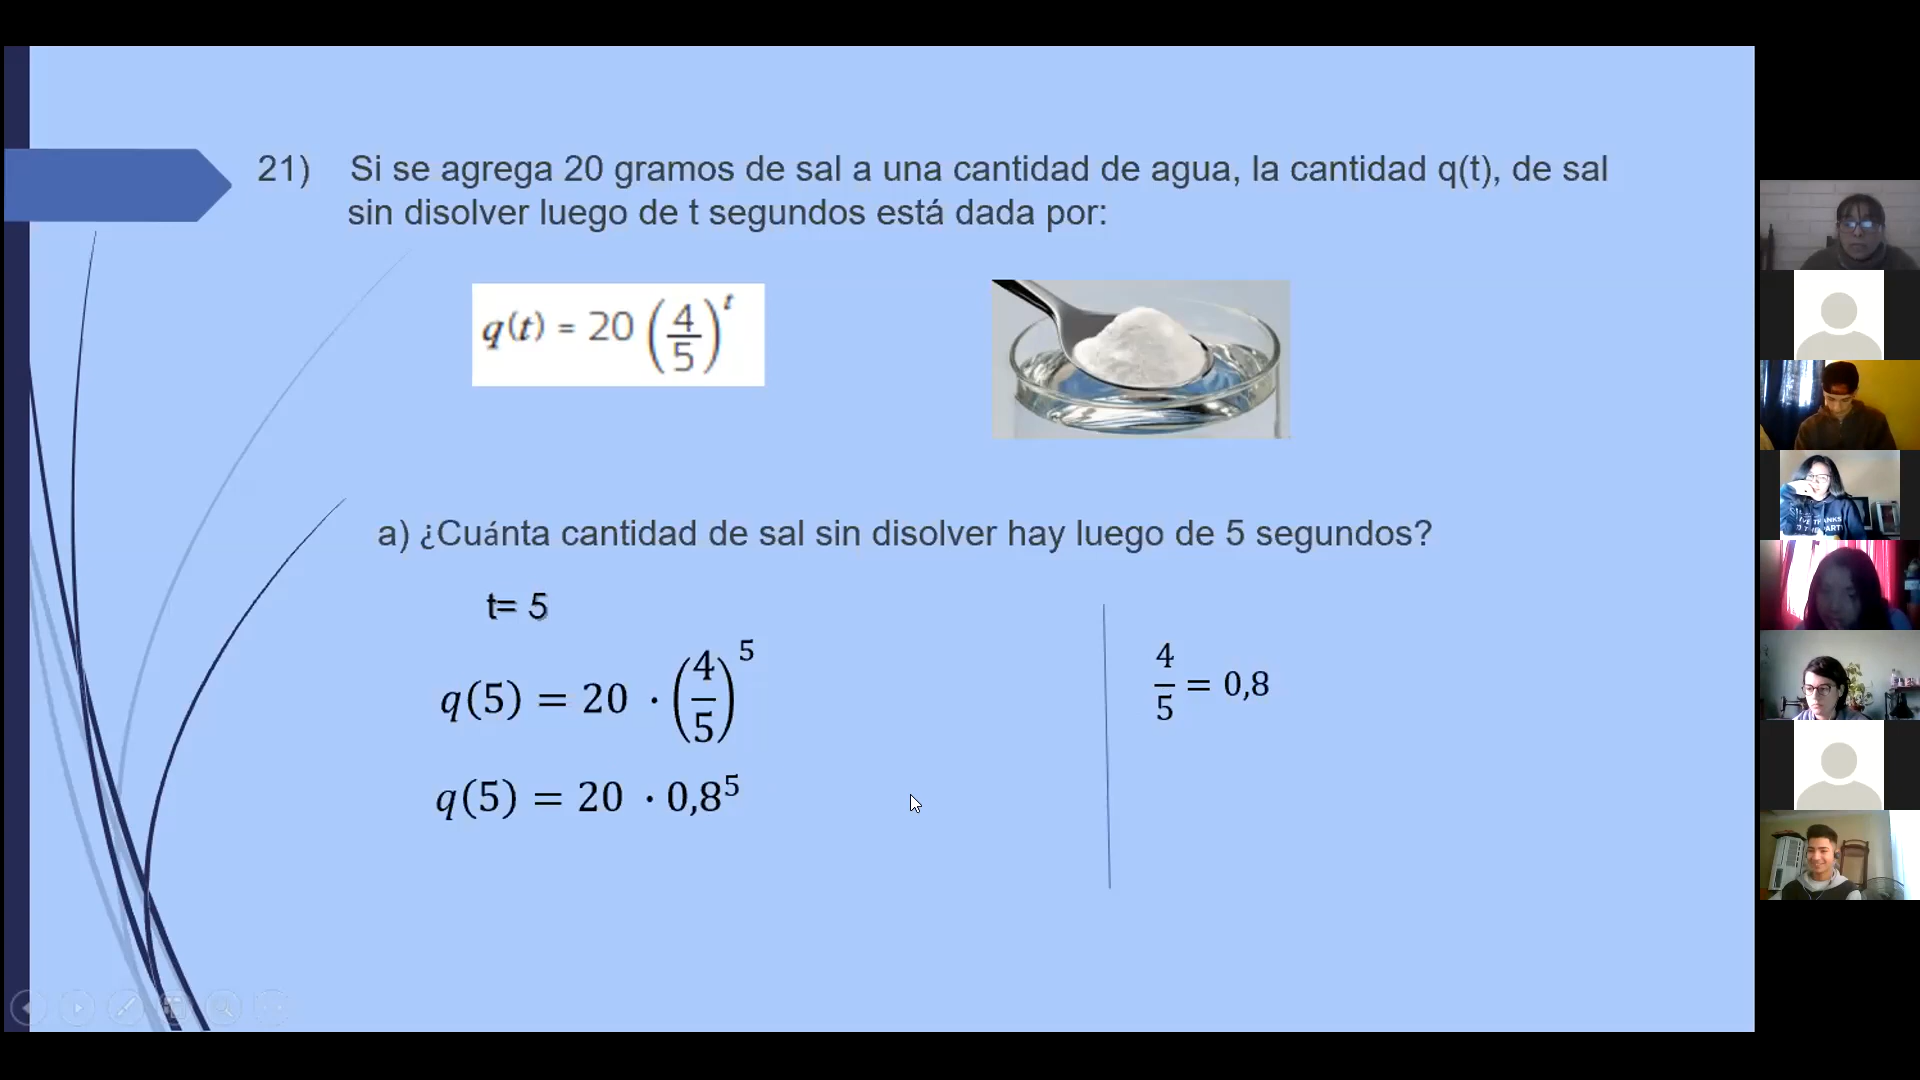 21) Si se agrega 20 gramos de sal a una cantidad de agua, la cantidad q(t), de sal
sin disolver luego de t segundos está dada por:
q(t) = 20 (4/5)^t
a) ¿Cuánta cantidad de sal sin disolver hay luego de 5 segundos?
t= 5
q(5) = 20 · (4/5)^5
4/5 = 0,8
q(5) = 20 · 0,8^5